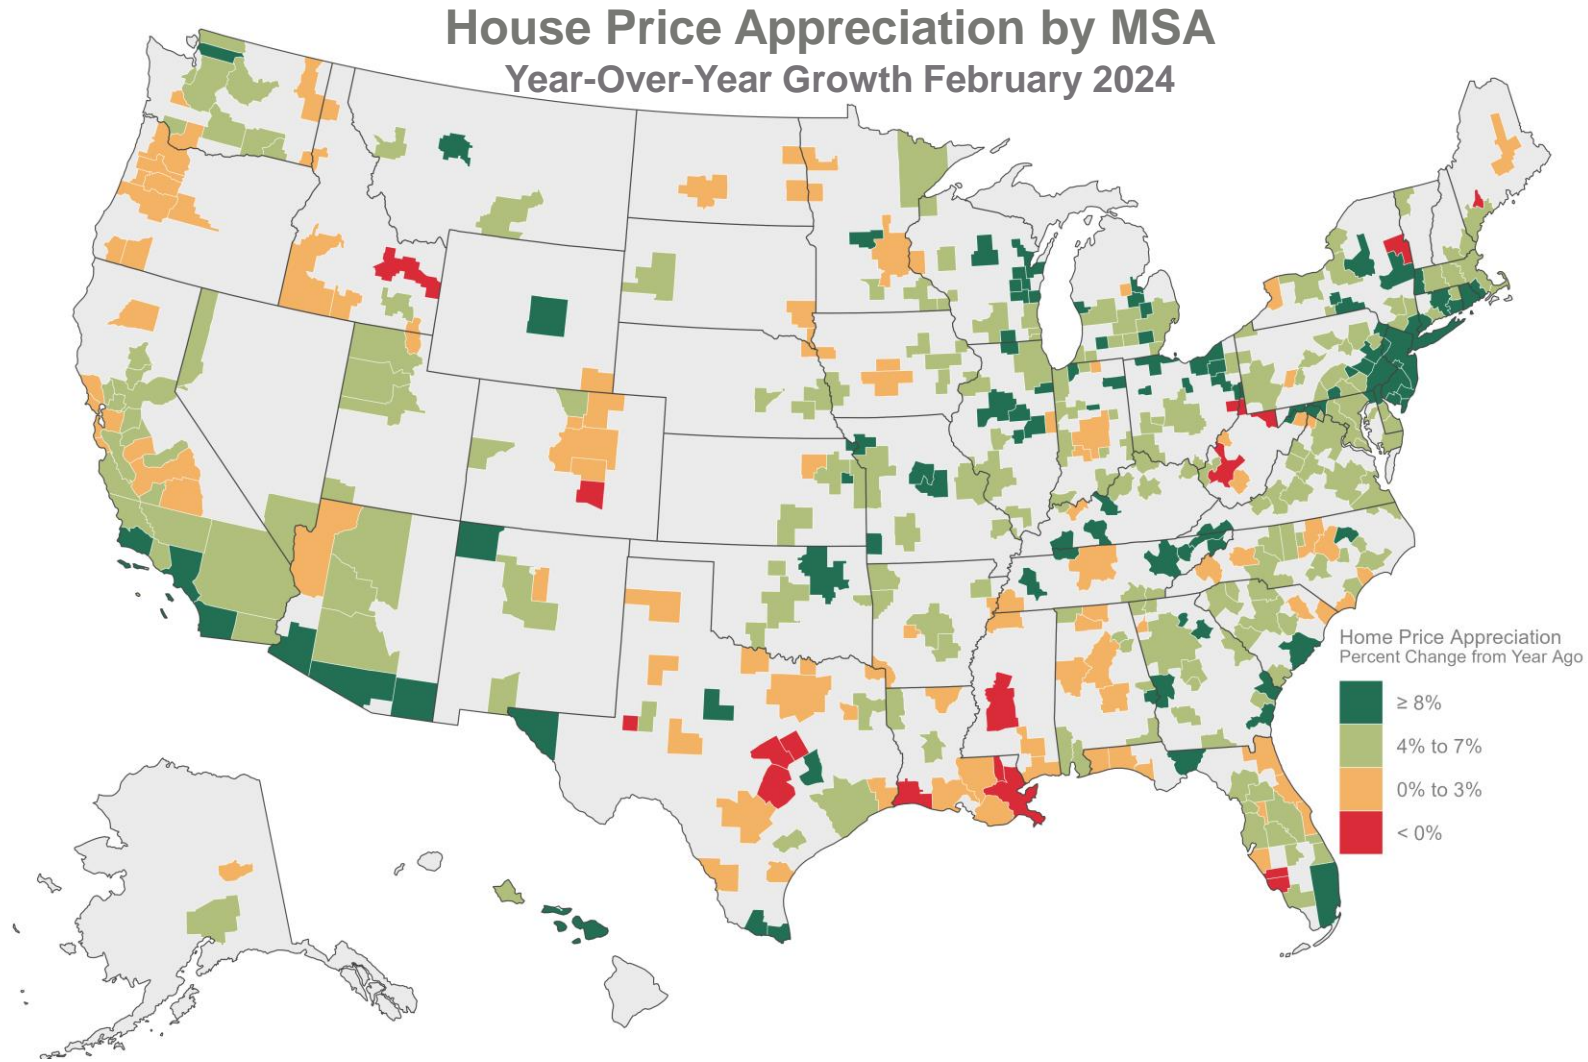 House Price Appreciation by MSA
Year-Over-Year Growth February 2024
Home Price Appreciation
Percent Change from Year Ago
≥ 8%
4% to 7%
0% to 3%
< 0%